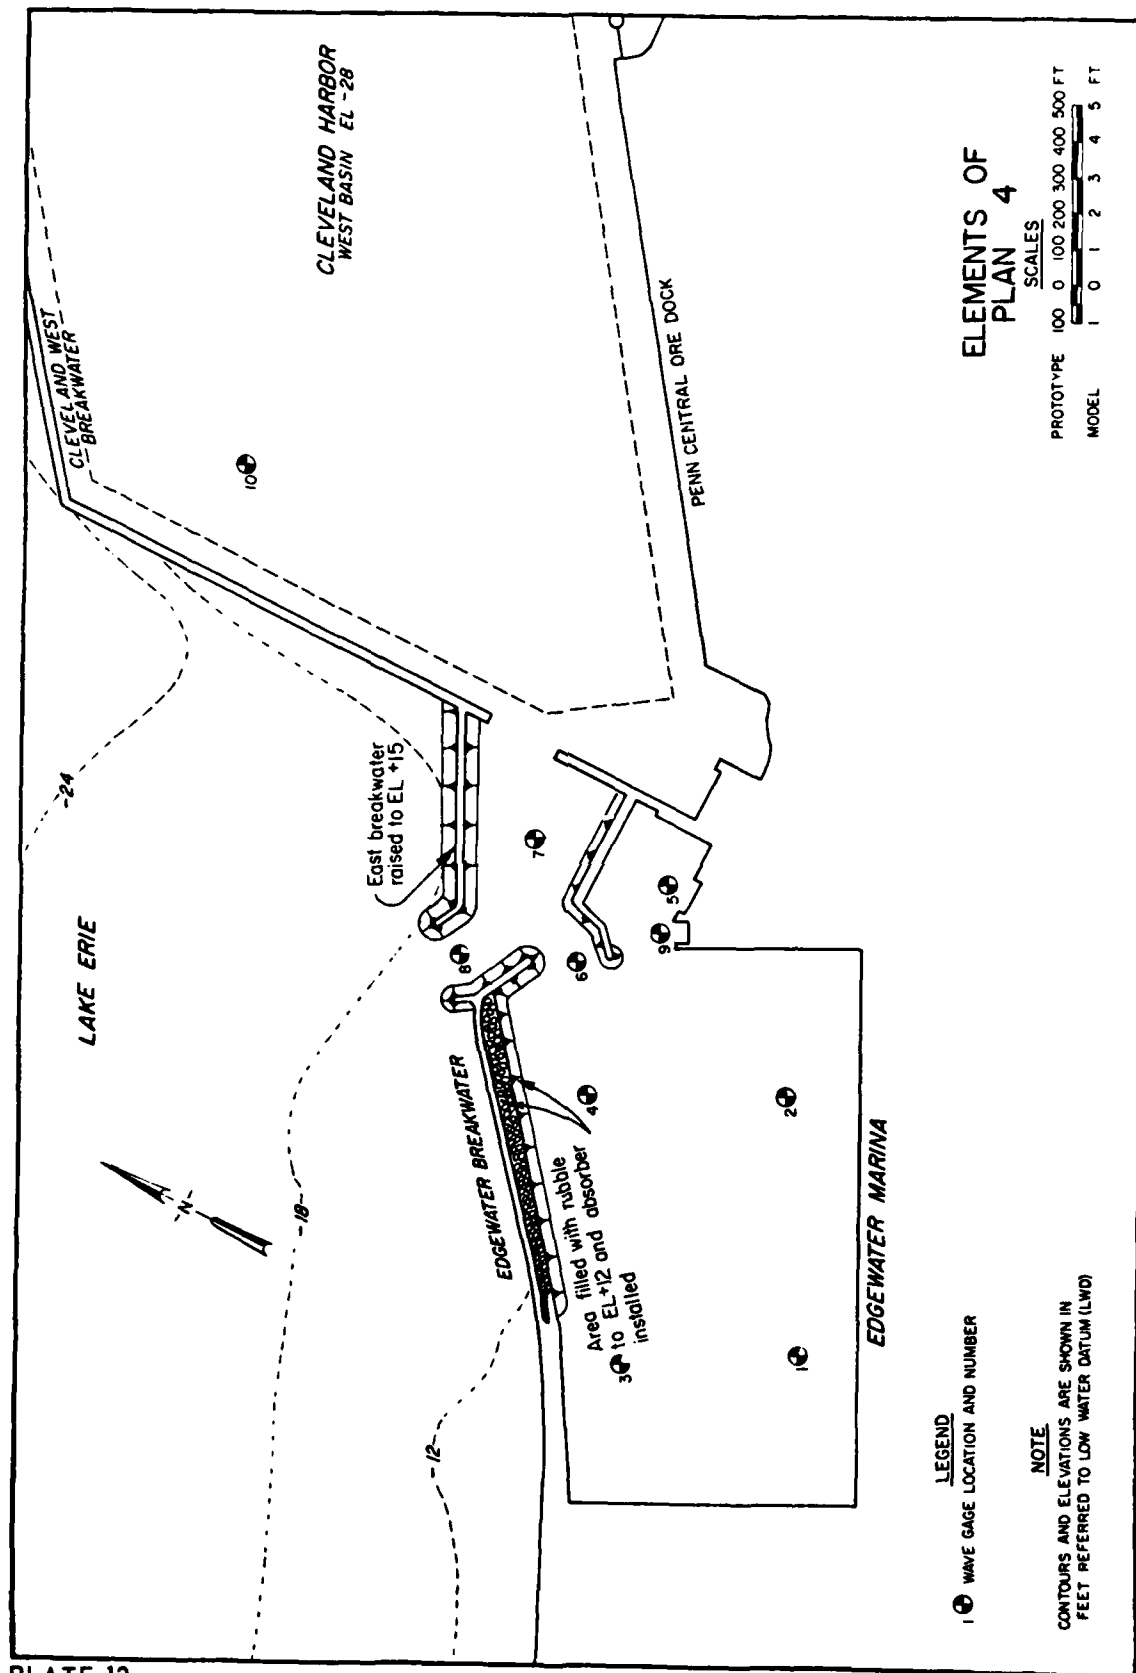 LAKE ERIE
CLEVELAND HARBOR
WEST BASIN EL -28
CLEVELAND WEST
BREAKWATER
-24
-18
-12
N
East breakwater
raised to EL +15
EDGEWATER BREAKWATER
Area filled with rubble
to EL+12 and absorber
installed
PENN CENTRAL ORE DOCK
EDGEWATER MARINA
1
2
3
4
5
6
7
8
9
10
LEGEND
1 WAVE GAGE LOCATION AND NUMBER
NOTE
CONTOURS AND ELEVATIONS ARE SHOWN IN
FEET REFERRED TO LOW WATER DATUM (LWD)
ELEMENTS OF
PLAN 4
SCALES
PROTOTYPE 100 0 100 200 300 400 500 FT
MODEL 1 0 1 2 3 4 5 FT